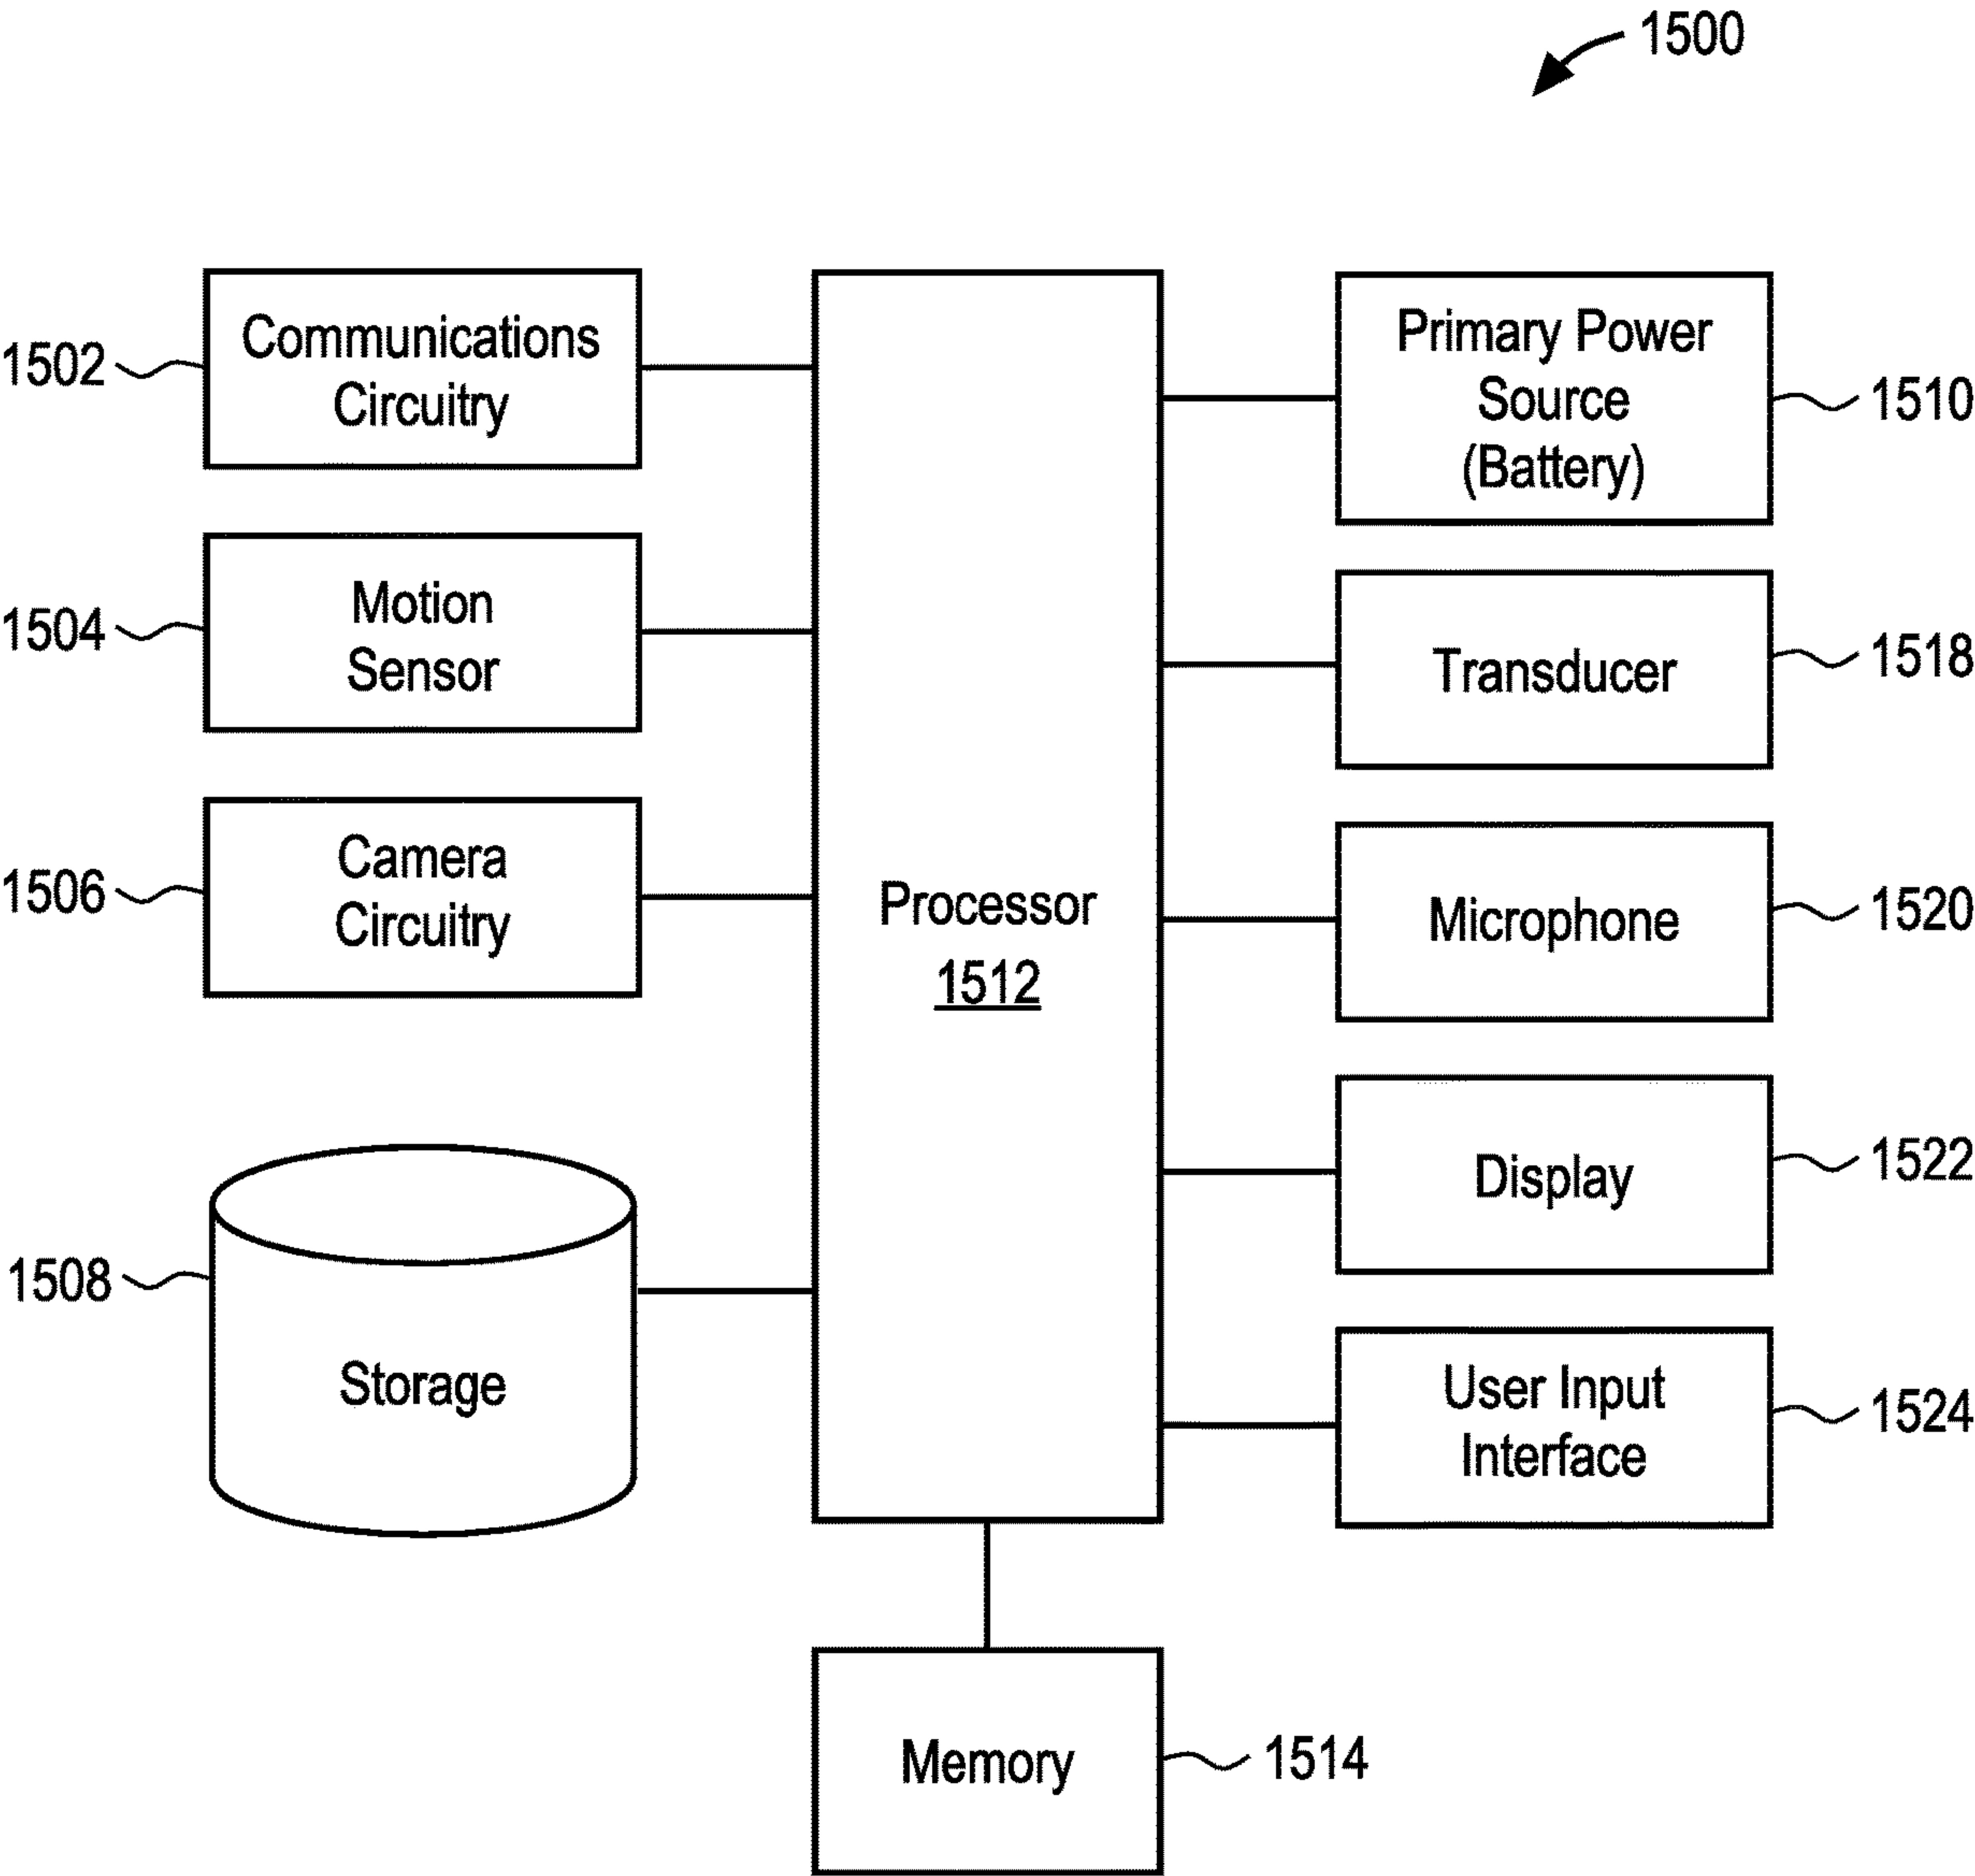 1500
1502
Communications
Circuitry
1504
Motion
Sensor
1506
Camera
Circuitry
1508
Storage
Processor
1512
Primary Power
Source
(Battery)
1510
Transducer
1518
Microphone
1520
Display
1522
User Input
Interface
1524
Memory
1514